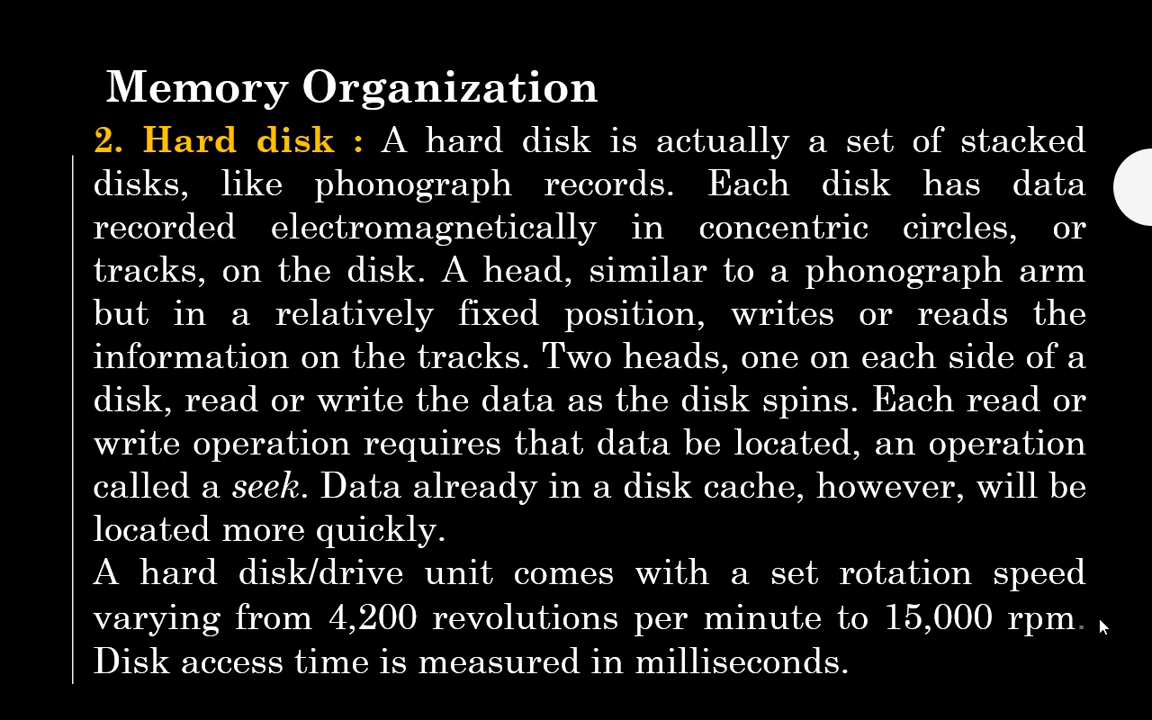 Memory Organization
2. Hard disk : A hard disk is actually a set of stacked
disks, like phonograph records. Each disk has data
recorded electromagnetically in concentric circles, or
tracks, on the disk. A head, similar to a phonograph arm
but in a relatively fixed position, writes or reads the
information on the tracks. Two heads, one on each side of a
disk, read or write the data as the disk spins. Each read or
write operation requires that data be located, an operation
called a seek. Data already in a disk cache, however, will be
located more quickly.
A hard disk/drive unit comes with a set rotation speed
varying from 4,200 revolutions per minute to 15,000 rpm.
Disk access time is measured in milliseconds.